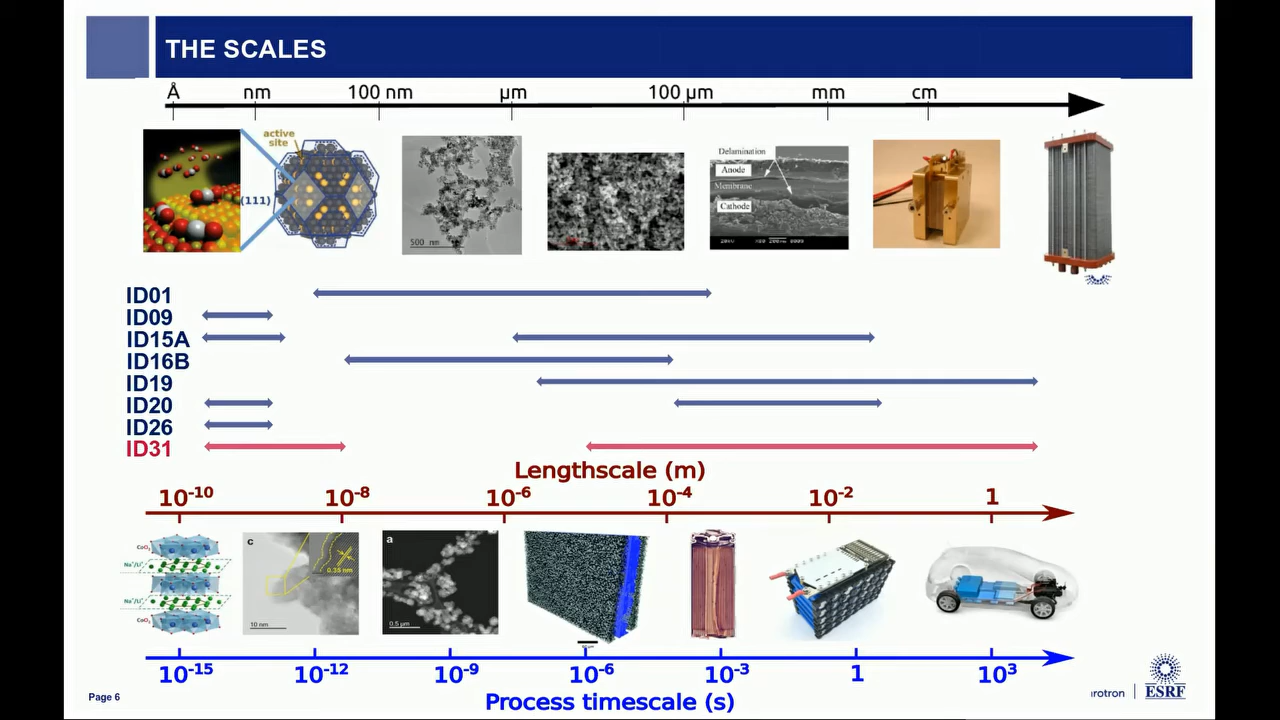 THE SCALES
Å nm 100 nm µm 100 µm mm cm
active
site
(111)
500 nm
Delamination
Anode
Membrane
Cathode
ID01
ID09
ID15A
ID16B
ID19
ID20
ID26
ID31
Lengthscale (m)
10⁻¹⁰ 10⁻⁸ 10⁻⁶ 10⁻⁴ 10⁻² 1
CoO₂
Na⁺/Li⁺
Na⁺/Li⁺
CoO₂
c
0.35 nm
10 nm
a
0.5 µm
10⁻¹⁵ 10⁻¹² 10⁻⁹ 10⁻⁶ 10⁻³ 1 10³
Process timescale (s)
Page 6
rotron
ESRF